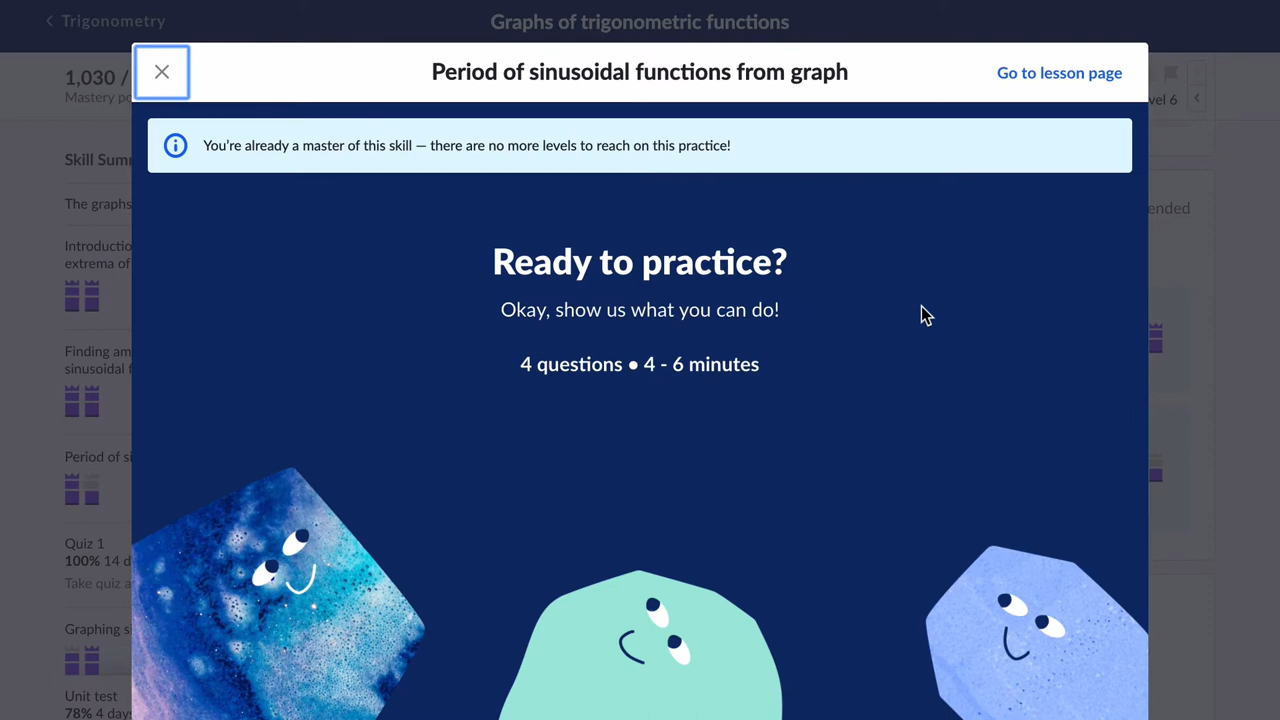 Trigonometry
Graphs of trigonometric functions
1,030 /
Mastery po
vel 6
Period of sinusoidal functions from graph
Go to lesson page
You're already a master of this skill — there are no more levels to reach on this practice!
Ready to practice?
Okay, show us what you can do!
4 questions • 4 - 6 minutes
Skill Summ
The graphs
Introductio
extrema of
Finding am
sinusoidal f
Period of si
Quiz 1
100% 14 d
Take quiz a
Graphing si
Unit test
78% 4 days
ended